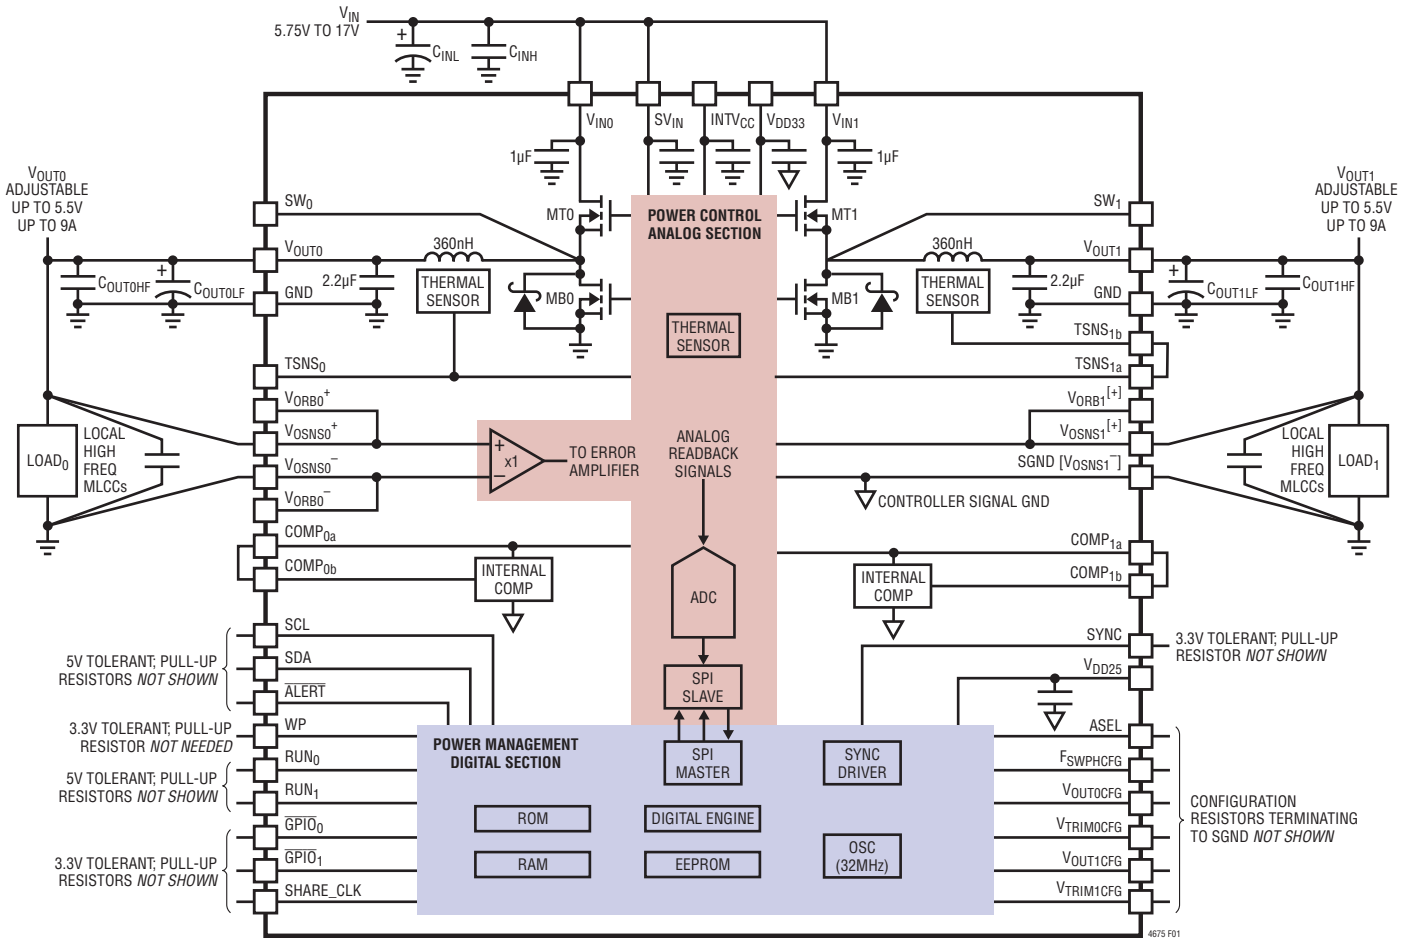 VIN
5.75V TO 17V
+
CINL
CINH
VIN0
SVIN
INTVCC
VDD33
VIN1
1µF
1µF
VOUT0
ADJUSTABLE
UP TO 5.5V
UP TO 9A
VOUT1
ADJUSTABLE
UP TO 5.5V
UP TO 9A
SW0
MT0
POWER CONTROL
ANALOG SECTION
MT1
SW1
VOUT0
360nH
360nH
VOUT1
COUT0HF
+
COUT0LF
GND
2.2µF
THERMAL
SENSOR
MB0
MB1
THERMAL
SENSOR
2.2µF
GND
+
COUT1LF
COUT1HF
THERMAL
SENSOR
TSNS1b
TSNS0
TSNS1a
VORB0+
VORB1[+]
VOSNS0+
VOSNS1[+]
VOSNS0−
SGND [VOSNS1−]
VORB0−
LOAD0
LOCAL
HIGH
FREQ
MLCCs
+
−
x1
TO ERROR
AMPLIFIER
ANALOG
READBACK
SIGNALS
CONTROLLER SIGNAL GND
LOCAL
HIGH
FREQ
MLCCs
LOAD1
COMP0a
COMP0b
INTERNAL
COMP
ADC
INTERNAL
COMP
COMP1a
COMP1b
SCL
SDA
ALERT
5V TOLERANT; PULL-UP
RESISTORS NOT SHOWN
SPI
SLAVE
SYNC
3.3V TOLERANT; PULL-UP
RESISTOR NOT SHOWN
VDD25
WP
3.3V TOLERANT; PULL-UP
RESISTOR NOT NEEDED
RUN0
RUN1
5V TOLERANT; PULL-UP
RESISTORS NOT SHOWN
GPIO0
GPIO1
SHARE_CLK
3.3V TOLERANT; PULL-UP
RESISTORS NOT SHOWN
POWER MANAGEMENT
DIGITAL SECTION
SPI
MASTER
SYNC
DRIVER
ROM
DIGITAL ENGINE
RAM
EEPROM
OSC
(32MHz)
ASEL
FSWPHCFG
VOUT0CFG
VTRIM0CFG
VOUT1CFG
VTRIM1CFG
CONFIGURATION
RESISTORS TERMINATING
TO SGND NOT SHOWN
4675 F01